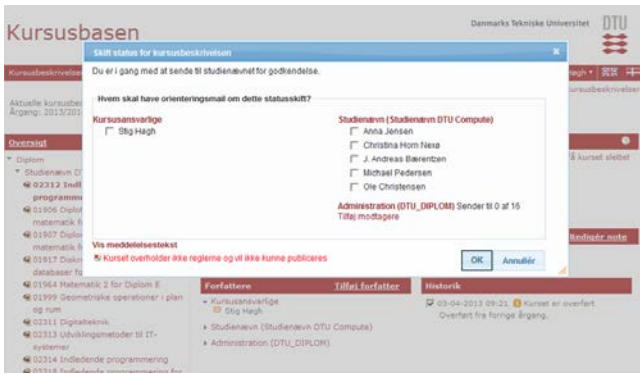 Kursusbasen
Danmarks Tekniske Universitet
DTU
Skift status for kursusbeskrivelsen
Kursusbeskrivelser
Du er i gang med at sende til studienævnet for godkendelse.
Aktuelle kursusbe
Årgang: 2013/201
Hvem skal have orienteringsmail om dette statusskift?
Kursusansvarlige
Stig Høgh
Studienævn (Studienævn DTU Compute)
Anna Jensen
Christina Horn Nexø
J. Andreas Bærentzen
Michael Pedersen
Ole Christensen
Administration (DTU_DIPLOM) Sender til 0 af 16
Tilføj modtagere
Vis meddelelsestekst
Kurset overholder ikke reglerne og vil ikke kunne publiceres
OK
Annullér
Oversigt
Diplom
Studienævn D
02312 Indl
programm
01906 Diplo
matematik f
01907 Diplo
matematik f
01917 Diskr
databaser fo
01964 Matematik 2 for Diplom E
01999 Geometriske operationer i plan
og rum
02311 Digitalteknik
02313 Udviklingsmetoder til IT-
systemer
02314 Indledende programmering
få kurset slettet
Redigér note
Forfattere
Tilføj forfatter
Kursusansvarlige
Stig Høgh
Studienævn (Studienævn DTU Compute)
Administration (DTU_DIPLOM)
Historik
03-04-2013 09:21 Kurset er overført.
Overført fra forrige årgang.